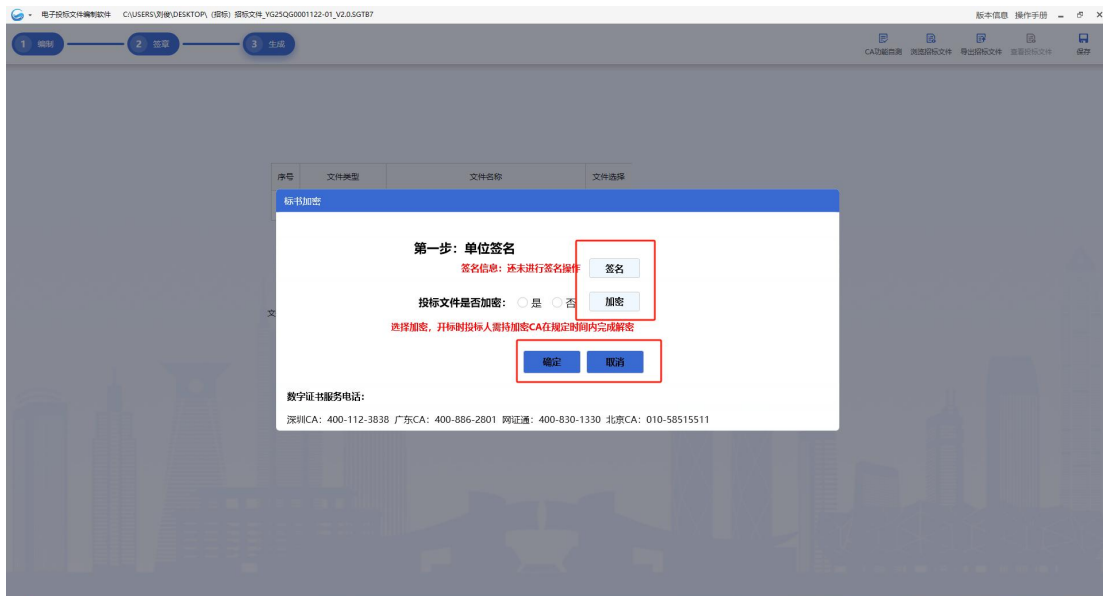 电子投标文件编制软件 C:\USERS\刘俊\DESKTOP\(招标)招标文件_YG25QG0001122-01_V2.0.SGTB7 版本信息 操作手册
1 编制 2 签章 3 生成
CA功能自测 浏览招标文件 导出招标文件 查看投标文件 保存
序号 文件类型 文件名称 文件选择
标书加密
第一步：单位签名
签名信息：还未进行签名操作 签名
投标文件是否加密： 是 否 加密
文
选择加密，开标时投标人需持加密CA在规定时间内完成解密
确定 取消
数字证书服务电话：
深圳CA：400-112-3838 广东CA：400-886-2801 网证通：400-830-1330 北京CA：010-58515511